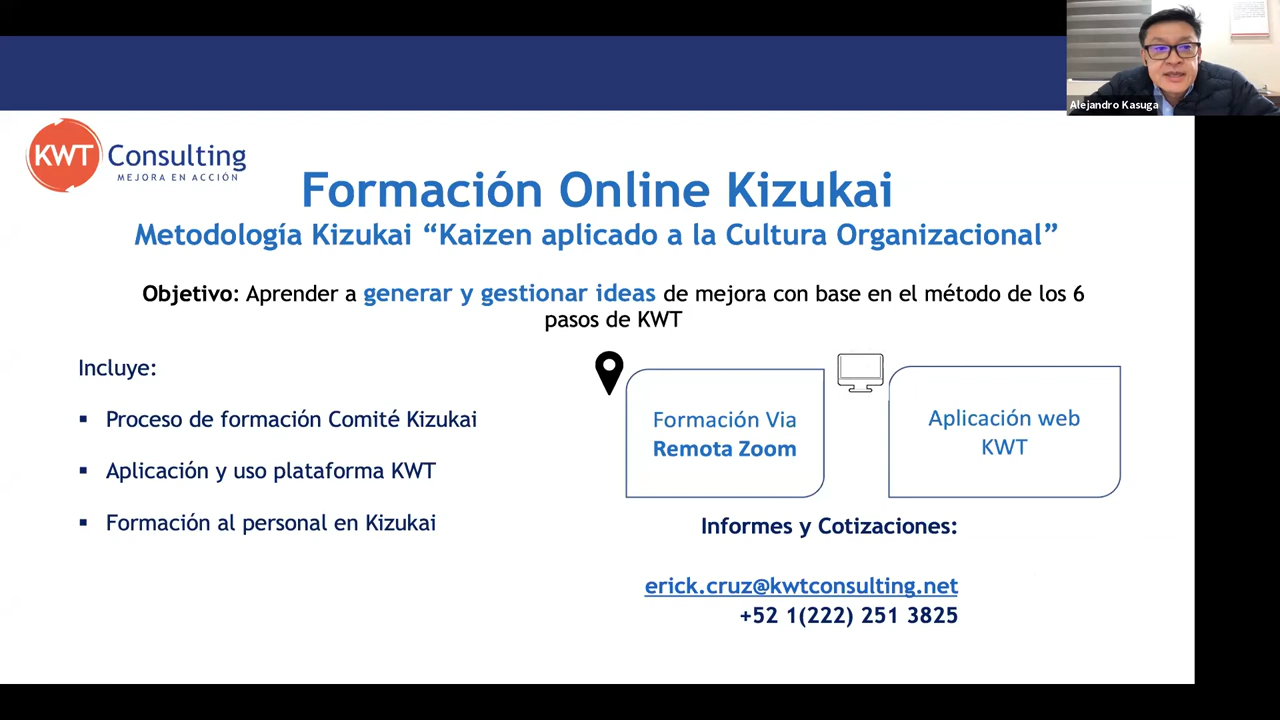 Alejandro Kasuga
KWT Consulting
MEJORA EN ACCIÓN
Formación Online Kizukai
Metodología Kizukai “Kaizen aplicado a la Cultura Organizacional”
Objetivo: Aprender a generar y gestionar ideas de mejora con base en el método de los 6
pasos de KWT
Incluye:
▪ Proceso de formación Comité Kizukai
▪ Aplicación y uso plataforma KWT
▪ Formación al personal en Kizukai
Formación Via
Remota Zoom
Aplicación web
KWT
Informes y Cotizaciones:
erick.cruz@kwtconsulting.net
+52 1(222) 251 3825